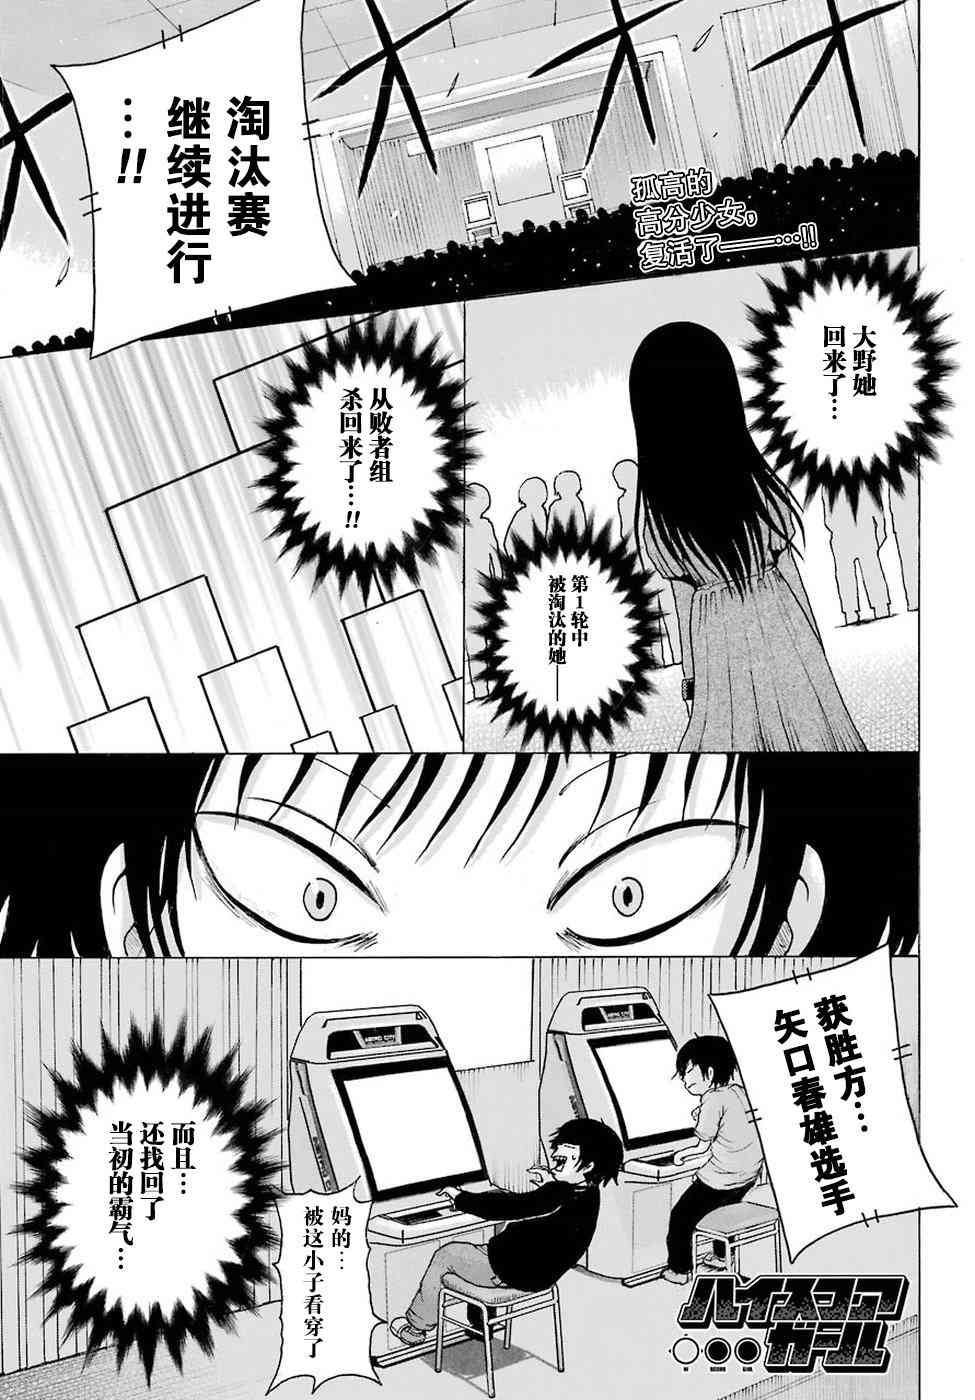 淘汰赛
继续进行
…!!
孤高的
高分少女,
复活了———…!!
大野她
回来了…
第1轮中
被淘汰的她—
从败者组
杀回来了…!!
获胜方…
矢口春雄选手
妈的…
被这小子看穿了
而且…
还找回了
当初的霸气…
ハイスコア
ガール
HI SCORE GIRL